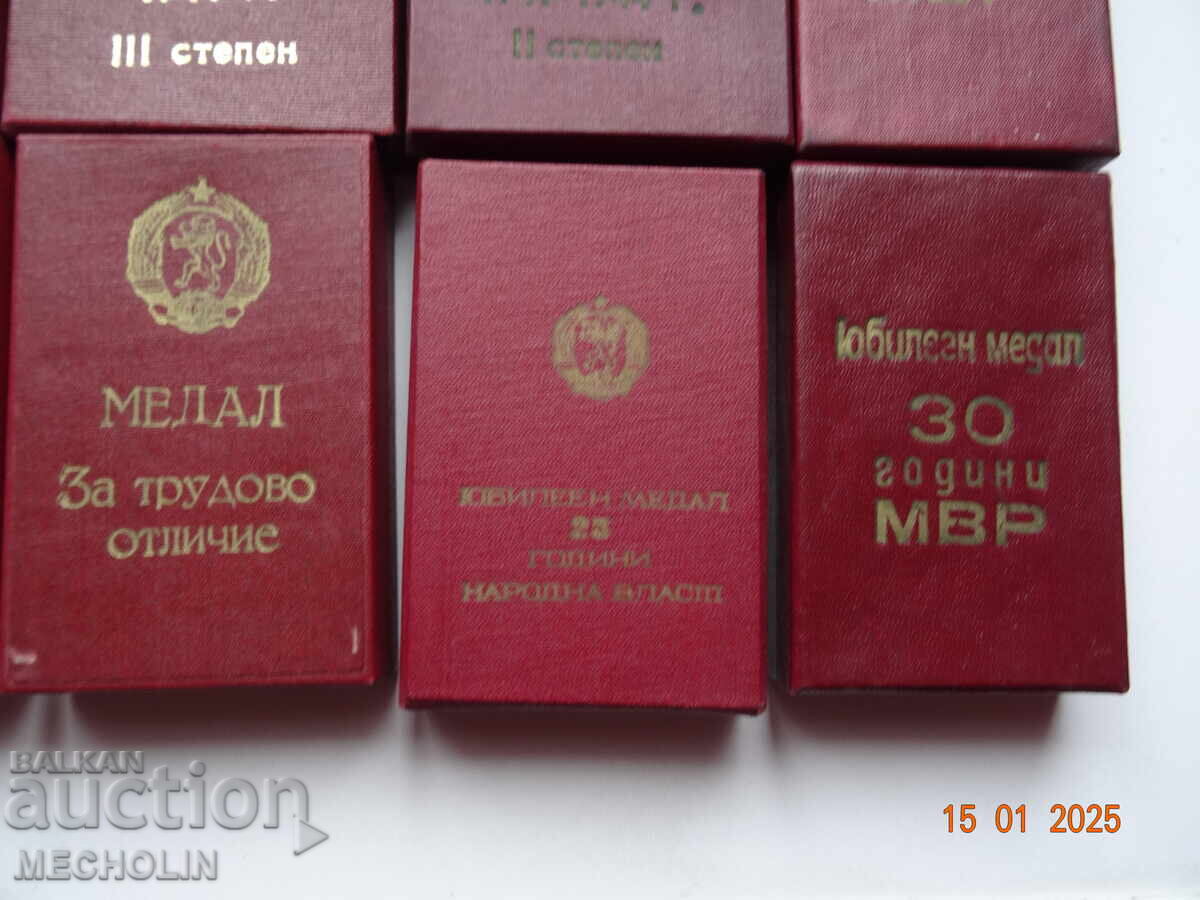 III степен
II степен
МЕДАЛ
За трудово
отличие
ЮБИЛЕЕН МЕДАЛ
23
ГОДИНИ
НАРОДНА ВЛАСТ
Юбилеен медал
30
години
МВР
BALKAN
auction
MECHOLIN
15 01 2025